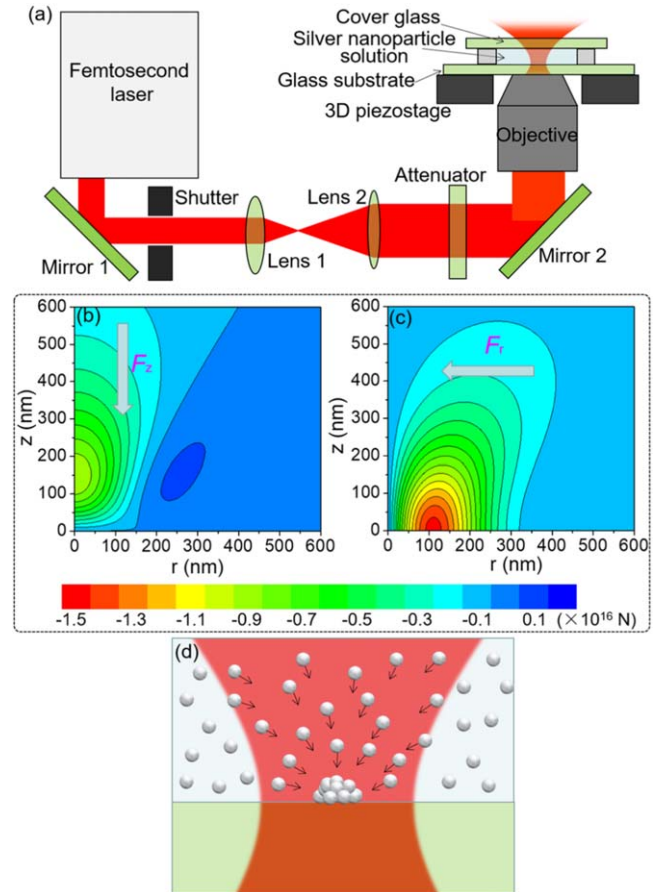 (a)
Femtosecond
laser
Cover glass
Silver nanoparticle
solution
Glass substrate
3D piezostage
Objective
Shutter
Lens 2
Attenuator
Mirror 1
Lens 1
Mirror 2
(b)
600
500
400
300
200
100
0
z (nm)
Fz
0 100 200 300 400 500 600
r (nm)
(c)
600
500
400
300
200
100
0
z (nm)
Fr
0 100 200 300 400 500 600
r (nm)
-1.5 -1.3 -1.1 -0.9 -0.7 -0.5 -0.3 -0.1 0.1 (×10¹⁶ N)
(d)